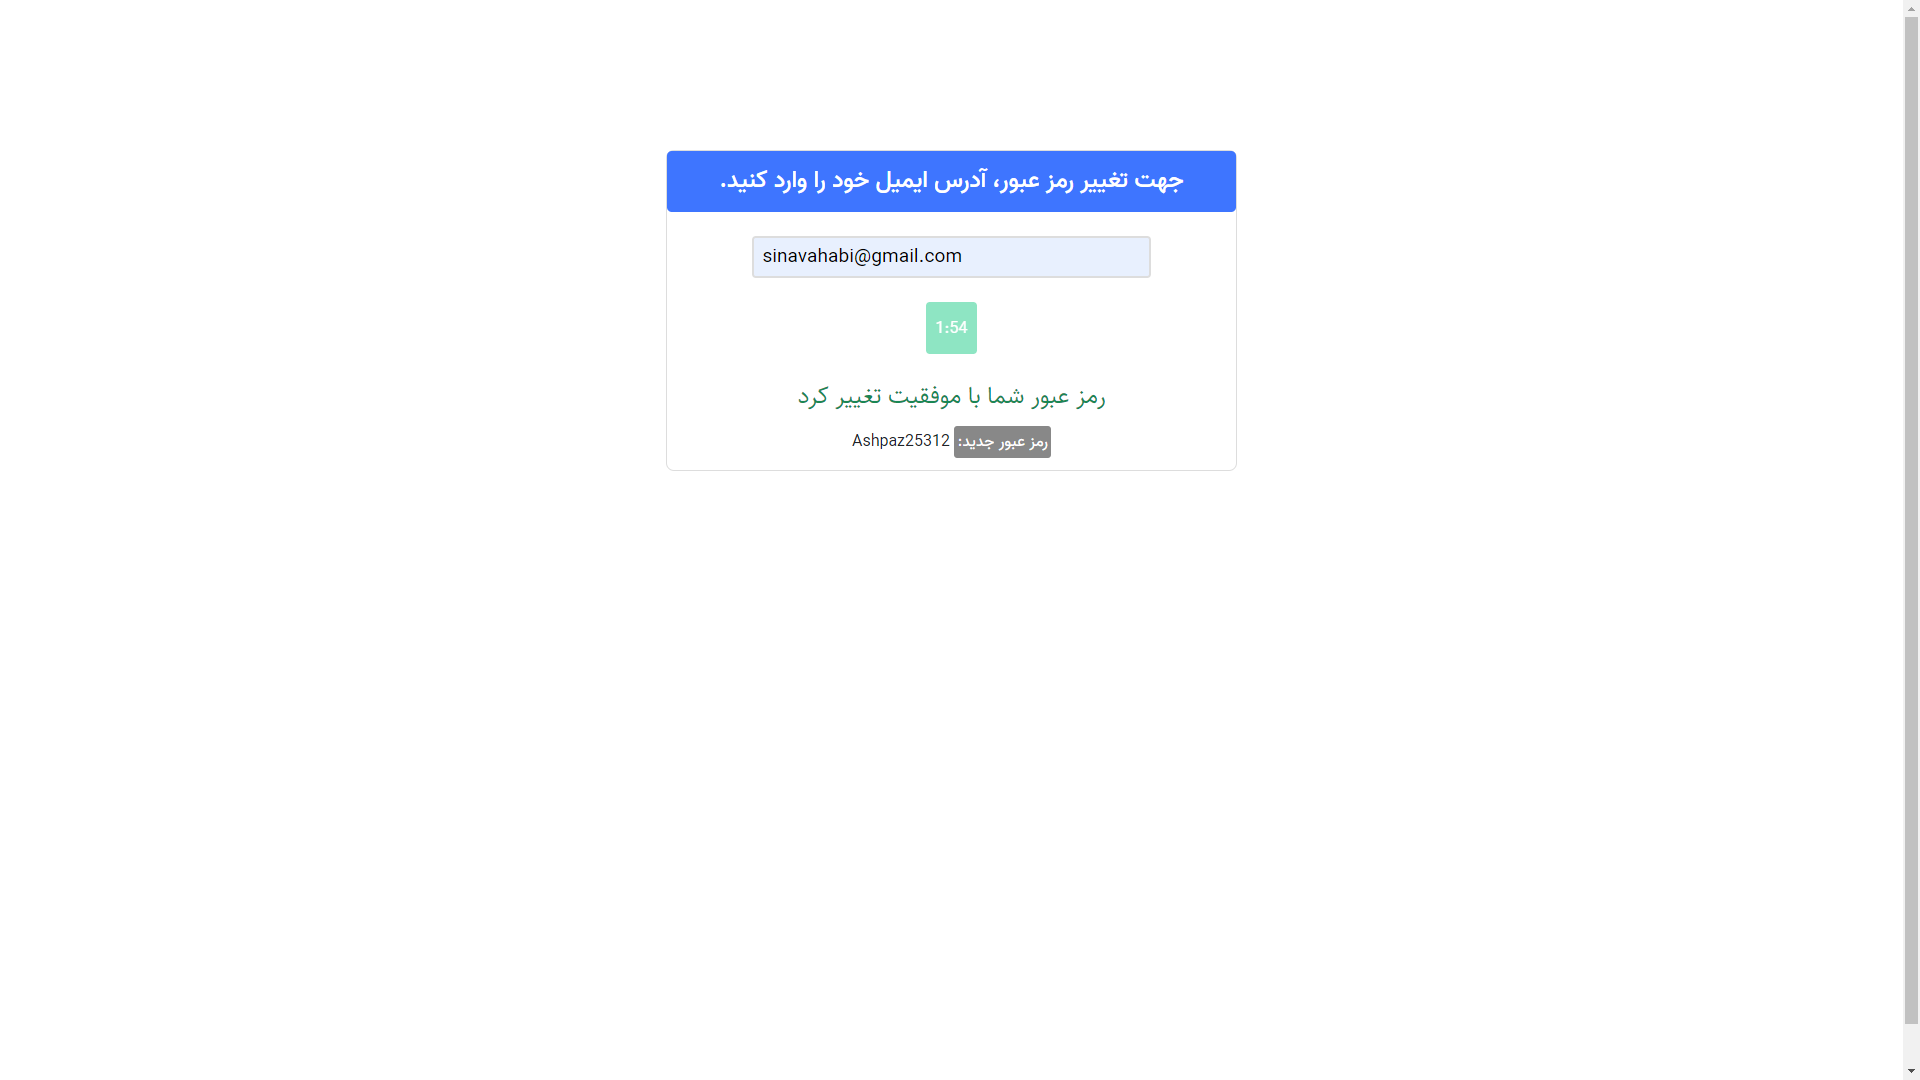 جهت تغییر رمز عبور، آدرس ایمیل خود را وارد کنید.
sinavahabi@gmail.com
1:54
رمز عبور شما با موفقیت تغییر کرد
رمز عبور جدید: Ashpaz25312